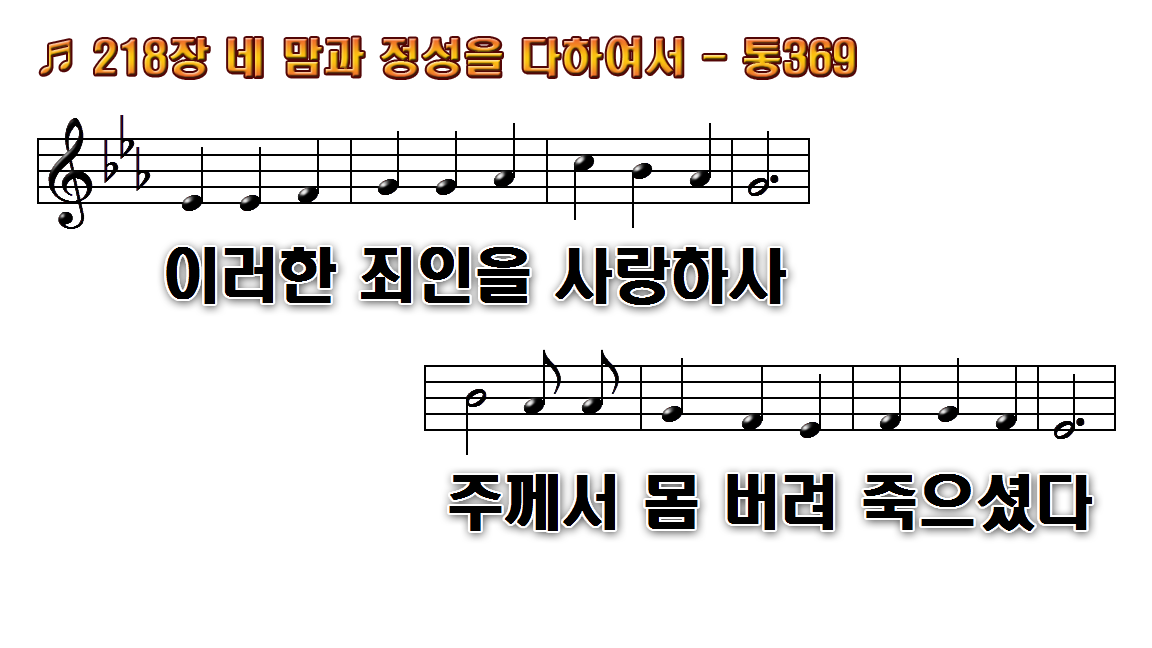 ♬ 218장 네 맘과 정성을 다하여서 - 통369
이러한 죄인을 사랑하사
주께서 몸 버려 죽으셨다